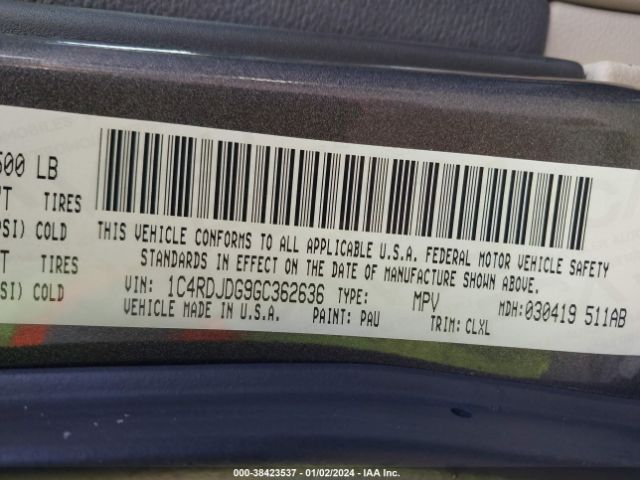 500 LB
TIRES
PSI) COLD
TIRES
SI) COLD
THIS VEHICLE CONFORMS TO ALL APPLICABLE U.S.A. FEDERAL MOTOR VEHICLE SAFETY
STANDARDS IN EFFECT ON THE DATE OF MANUFACTURE SHOWN ABOVE.
VIN: 1C4RDJDG9GC362636 TYPE: MPV MDH:030419 511AB
VEHICLE MADE IN U.S.A. PAINT: PAU TRIM: CLXL
000-38423537 - 01/02/2024 - IAA Inc.